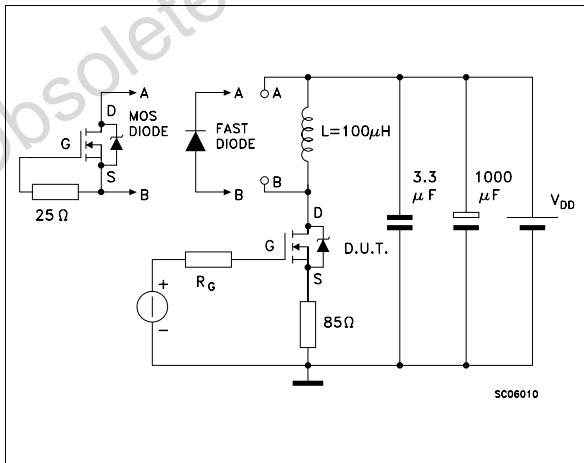 obsolete
A
D
MOS
DIODE
G
S
B
25 Ω
A
FAST
DIODE
B
A
L=100μH
B
D
G
D.U.T.
S
+
RG
−
85Ω
3.3
μF
1000
μF
VDD
SC06010